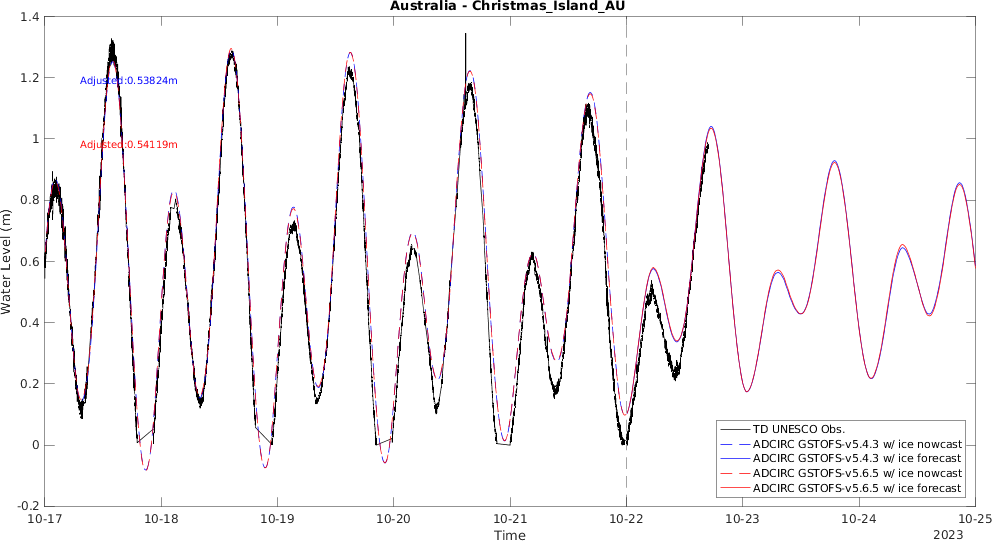 Australia - Christmas_Island_AU
1.4
1.2
1
0.8
0.6
0.4
0.2
0
-0.2
Water Level (m)
Adjusted:0.53824m
Adjusted:0.54119m
TD UNESCO Obs.
ADCIRC GSTOFS-v5.4.3 w/ ice nowcast
ADCIRC GSTOFS-v5.4.3 w/ ice forecast
ADCIRC GSTOFS-v5.6.5 w/ ice nowcast
ADCIRC GSTOFS-v5.6.5 w/ ice forecast
10-17 10-18 10-19 10-20 10-21 10-22 10-23 10-24 10-25
Time
2023